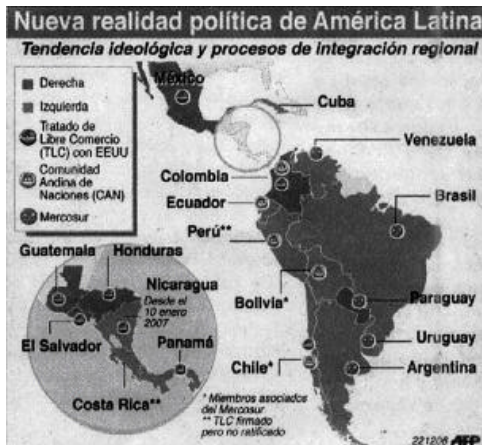 Nueva realidad política de América Latina
Tendencia ideológica y procesos de integración regional
Derecha
Izquierda
Tratado de
Libre Comercio
(TLC) con EEUU
Comunidad
Andina de
Naciones (CAN)
Mercosur
México
Cuba
Venezuela
Colombia
Ecuador
Brasil
Perú**
Bolivia*
Paraguay
Uruguay
Chile*
Argentina
Guatemala
Honduras
Nicaragua
Desde el
10 enero
2007
El Salvador
Panamá
Costa Rica**
* Miembros asociados
del Mercosur
** TLC firmado
pero no ratificado
221206 AFP